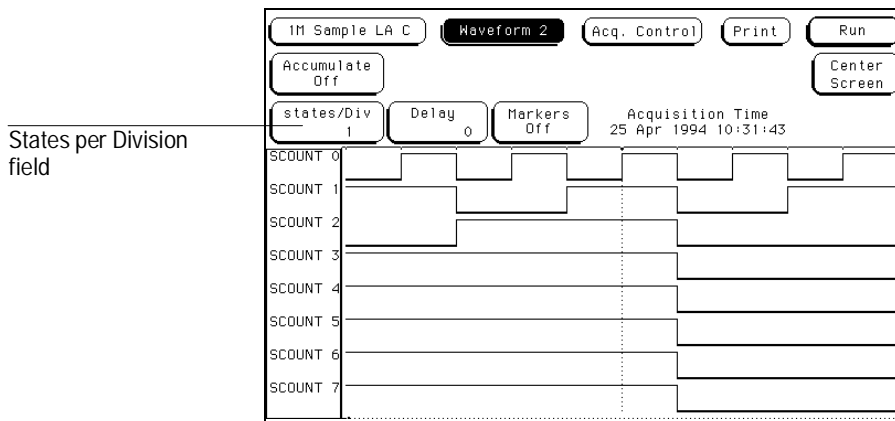 1M Sample LA C Waveform 2 Acq. Control Print Run
Accumulate
Off
Center
Screen
states/Div
1
Delay
0
Markers
Off
Acquisition Time
25 Apr 1994 10:31:43
States per Division
field
SCOUNT 0
SCOUNT 1
SCOUNT 2
SCOUNT 3
SCOUNT 4
SCOUNT 5
SCOUNT 6
SCOUNT 7